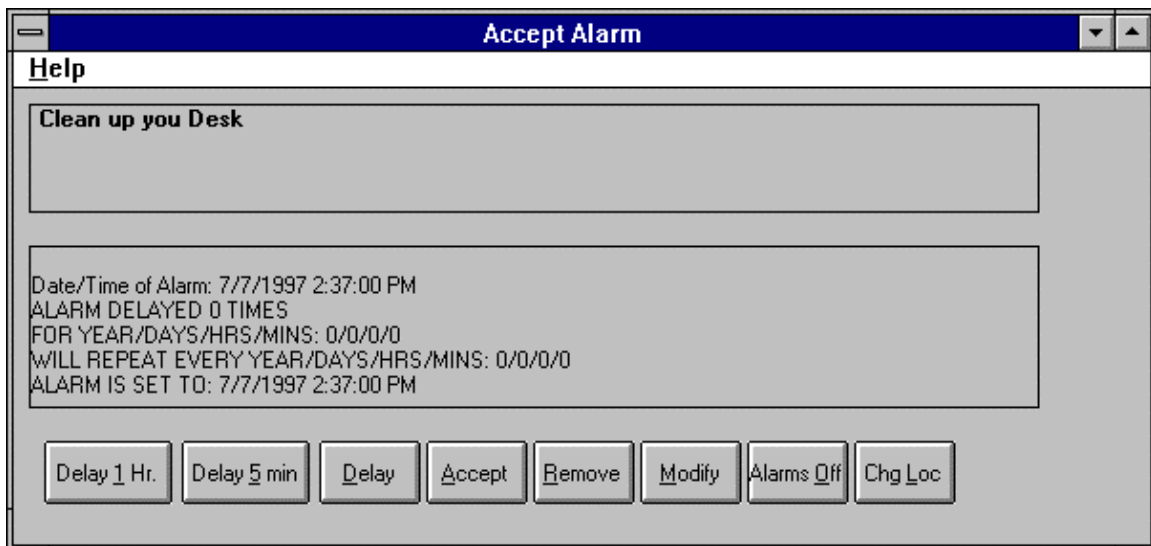 Accept Alarm
Help
Clean up you Desk
Date/Time of Alarm: 7/7/1997 2:37:00 PM
ALARM DELAYED 0 TIMES
FOR YEAR/DAYS/HRS/MINS: 0/0/0/0
WILL REPEAT EVERY YEAR/DAYS/HRS/MINS: 0/0/0/0
ALARM IS SET TO: 7/7/1997 2:37:00 PM
Delay 1 Hr. Delay 5 min Delay Accept Remove Modify Alarms Off Chg Loc